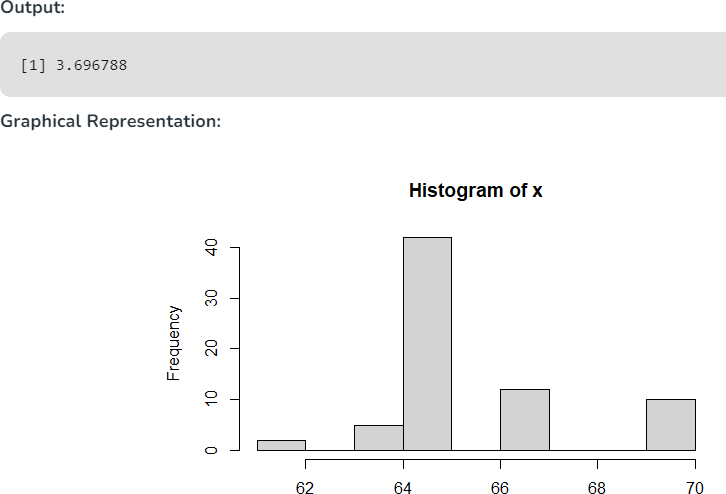 Output:
[1] 3.696788
Graphical Representation:
Histogram of x
Frequency
40
30
20
10
0
62 64 66 68 70